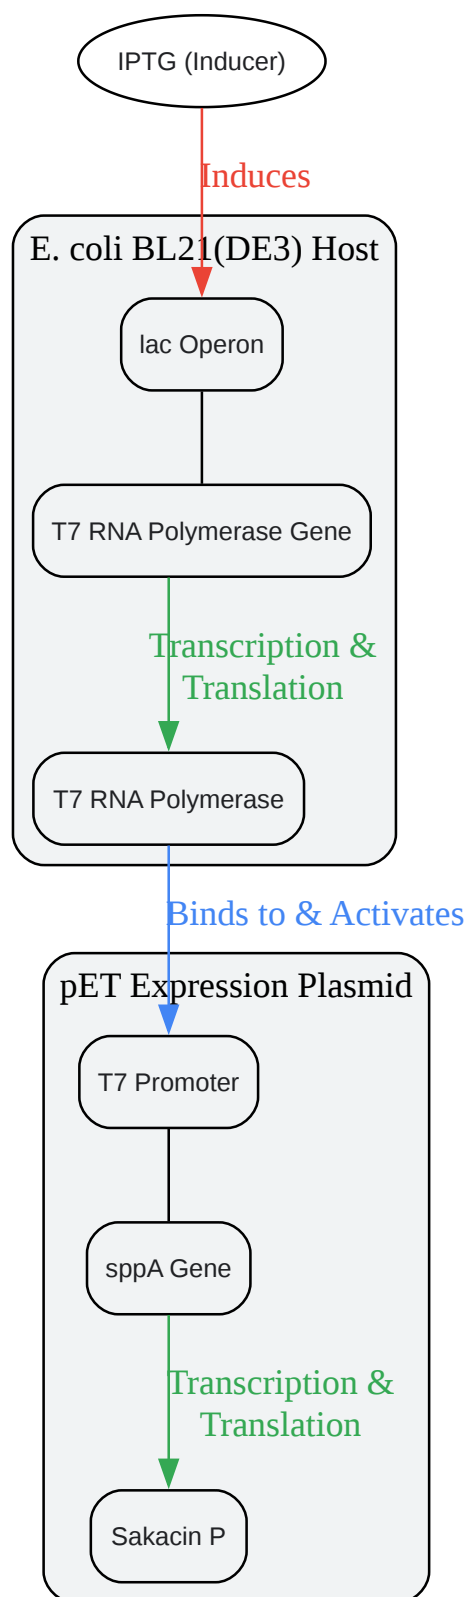 IPTG (Inducer)
Induces
E. coli BL21(DE3) Host
lac Operon
T7 RNA Polymerase Gene
Transcription &
Translation
T7 RNA Polymerase
Binds to & Activates
pET Expression Plasmid
T7 Promoter
sppA Gene
Transcription &
Translation
Sakacin P